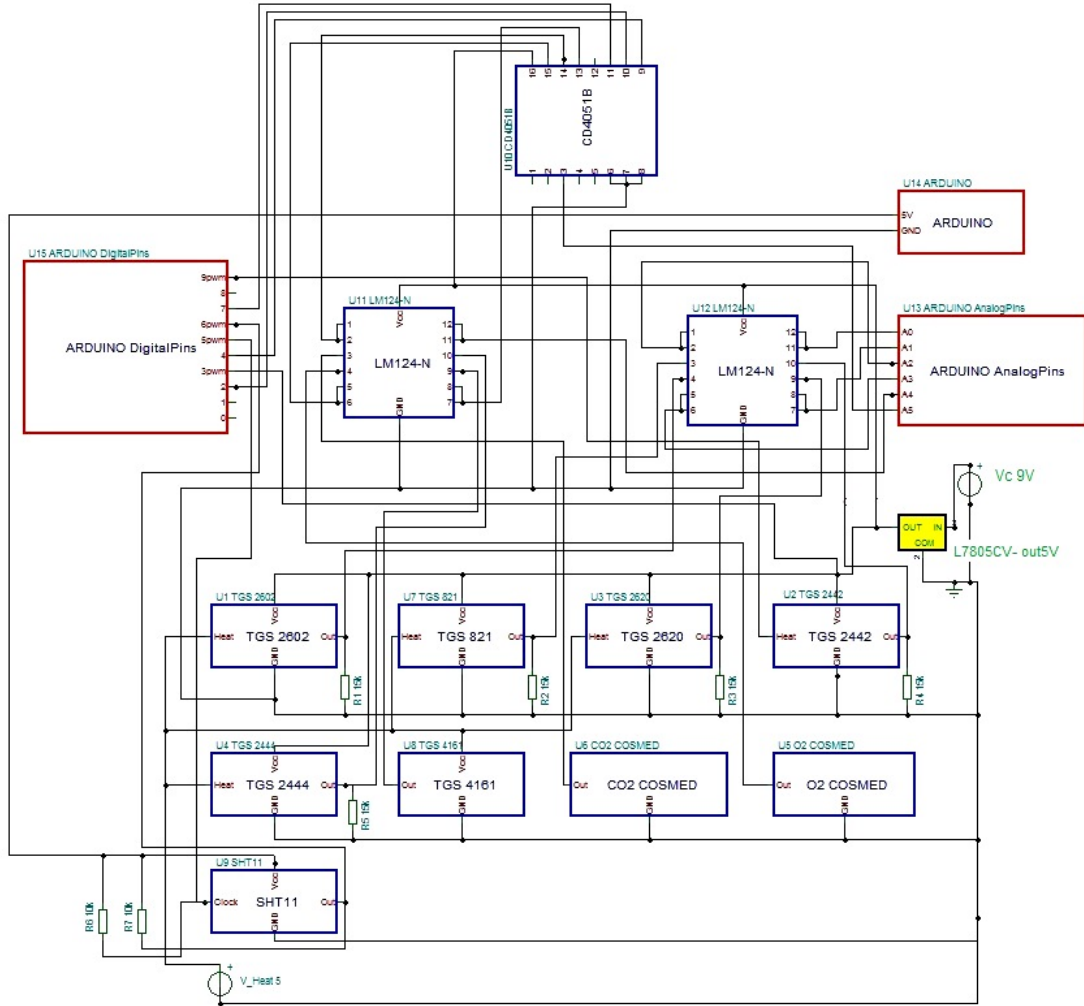 16 15 14 13 12 11 10 9
CD4051B
U10 CD4051B
1 2 3 4 5 6 7 8
U14 ARDUINO
5V
GND
ARDUINO
U15 ARDUINO DigitalPins
9pwm
8
7
6pwm
5pwm
4
3pwm
2
1
0
ARDUINO DigitalPins
U11 LM124-N
Vcc
1 12
2 11
3 10
4 9
5 8
6 7
LM124-N
GND
U12 LM124-N
Vcc
1 12
2 11
3 10
4 9
5 8
6 7
LM124-N
GND
U13 ARDUINO AnalogPins
A0
A1
A2
A3
A4
A5
ARDUINO AnalogPins
+
Vc 9V
OUT IN
COM
2
L7805CV- out5V
U1 TGS 2602
Vcc
Heat TGS 2602 Out
GND
R1 15k
U7 TGS 821
Vcc
Heat TGS 821 Out
GND
R2 15k
U3 TGS 2620
Vcc
Heat TGS 2620 Out
GND
R3 15k
U2 TGS 2442
Vcc
Heat TGS 2442 Out
GND
R4 15k
U4 TGS 2444
Vcc
Heat TGS 2444 Out
GND
R5 15k
U8 TGS 4161
Vcc
Out TGS 4161
GND
U6 CO2 COSMED
Out CO2 COSMED
GND
U5 O2 COSMED
Out O2 COSMED
GND
U9 SHT11
Vcc
Clock SHT11 Out
GND
R6 10k
R7 10k
+
V_Heat 5